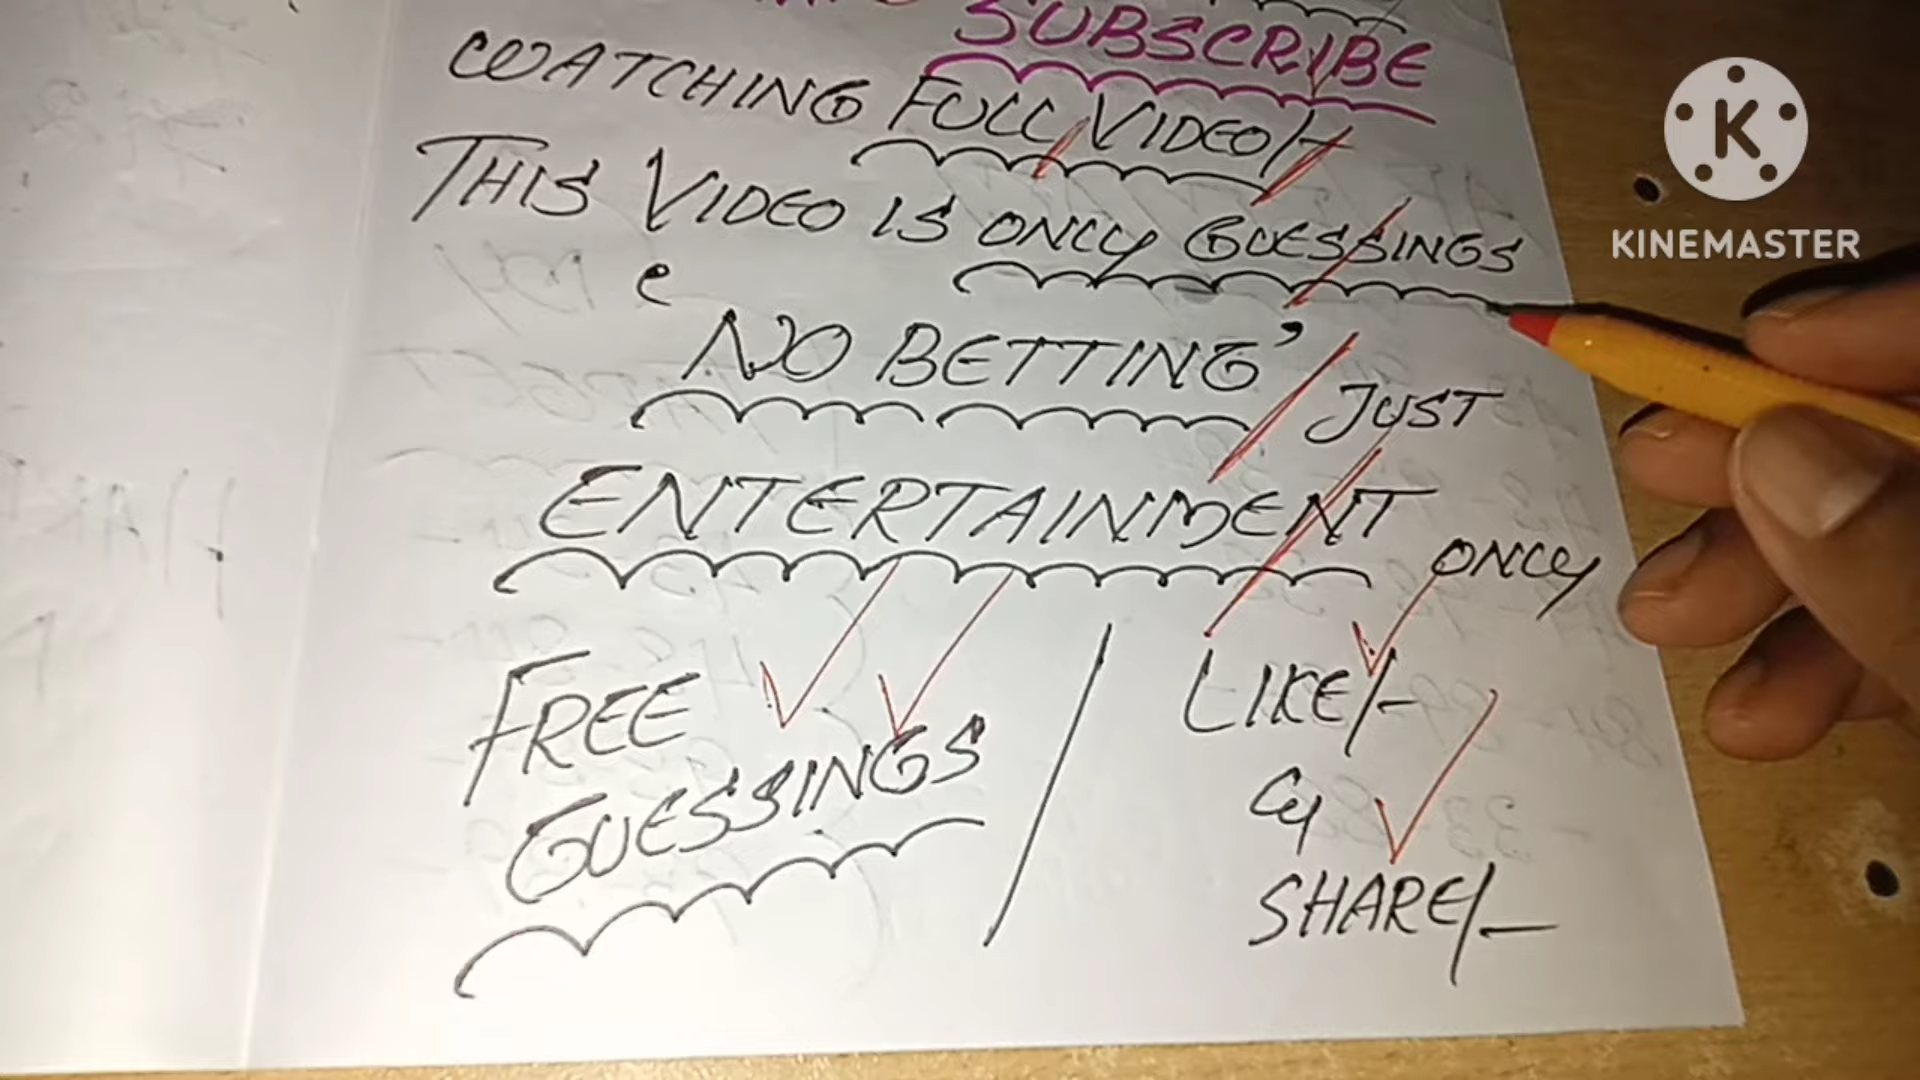 SUBSCRIBE
WATCHING FULL VIDEO/-
THIS VIDEO IS ONLY GUESSINGS
'NO BETTING'
JUST
ENTERTAINMENT
ONLY
FREE
GUESSINGS
LIKE/-
&
SHARE/-
KINEMASTER